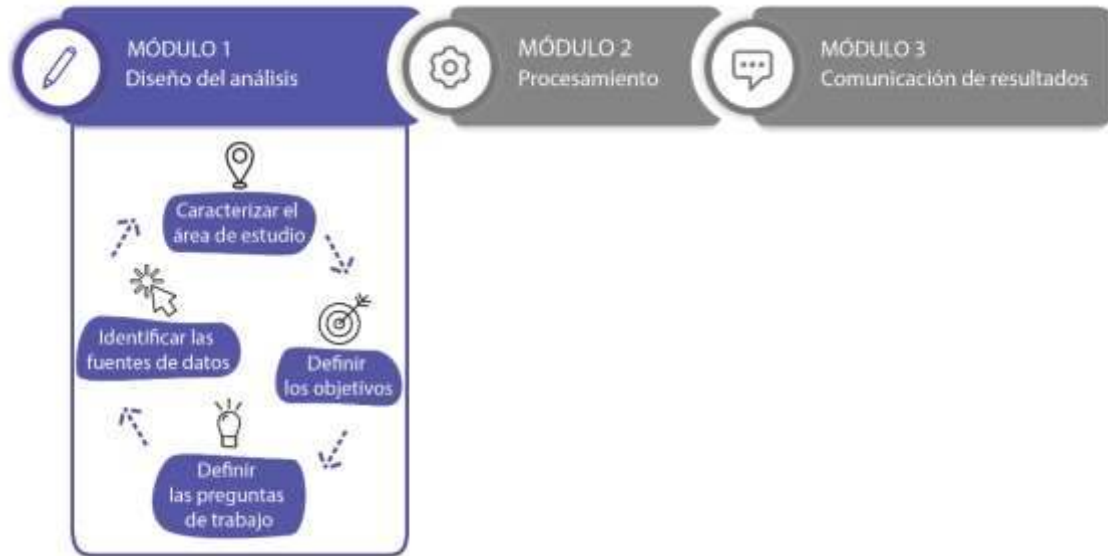 MÓDULO 1
Diseño del análisis
MÓDULO 2
Procesamiento
MÓDULO 3
Comunicación de resultados
Caracterizar el
área de estudio
Identificar las
fuentes de datos
Definir
los objetivos
Definir
las preguntas
de trabajo